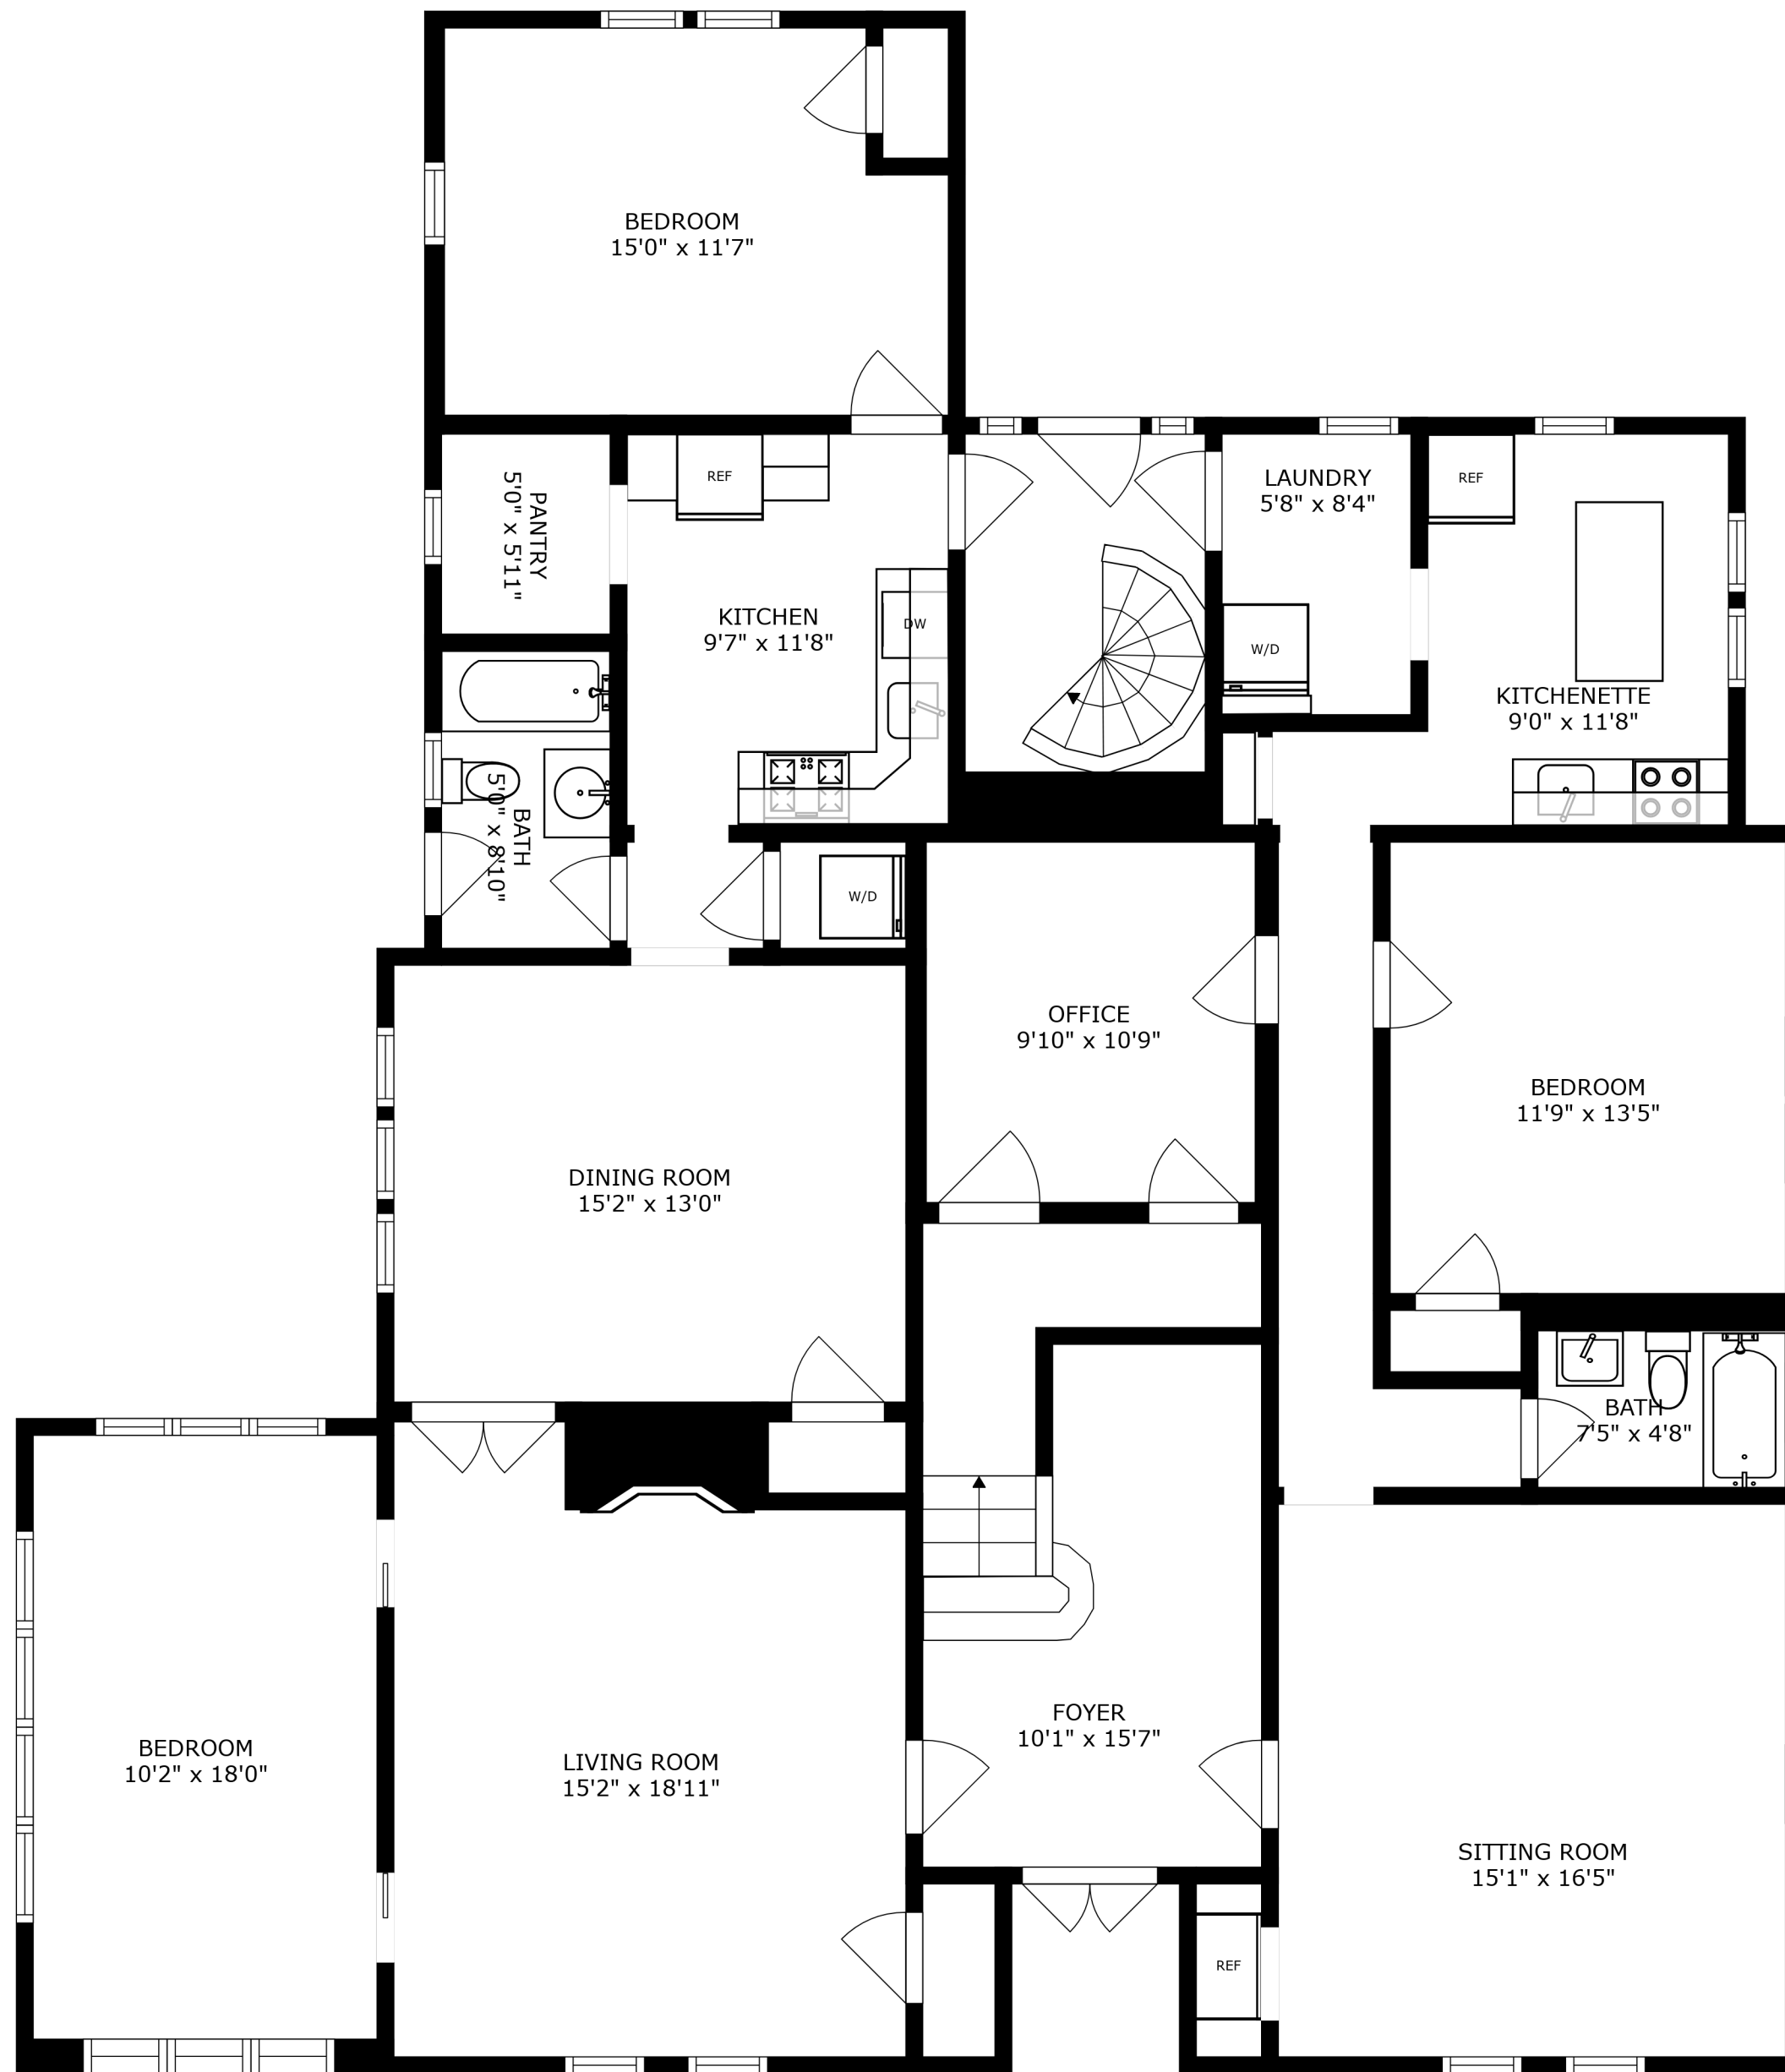 BEDROOM
15'0" x 11'7"
PANTRY
5'0" x 5'11"
REF
KITCHEN
9'7" x 11'8"
DW
LAUNDRY
5'8" x 8'4"
W/D
REF
KITCHENETTE
9'0" x 11'8"
BATH
5'0" x 8'10"
W/D
OFFICE
9'10" x 10'9"
BEDROOM
11'9" x 13'5"
DINING ROOM
15'2" x 13'0"
BATH
7'5" x 4'8"
BEDROOM
10'2" x 18'0"
LIVING ROOM
15'2" x 18'11"
FOYER
10'1" x 15'7"
SITTING ROOM
15'1" x 16'5"
REF